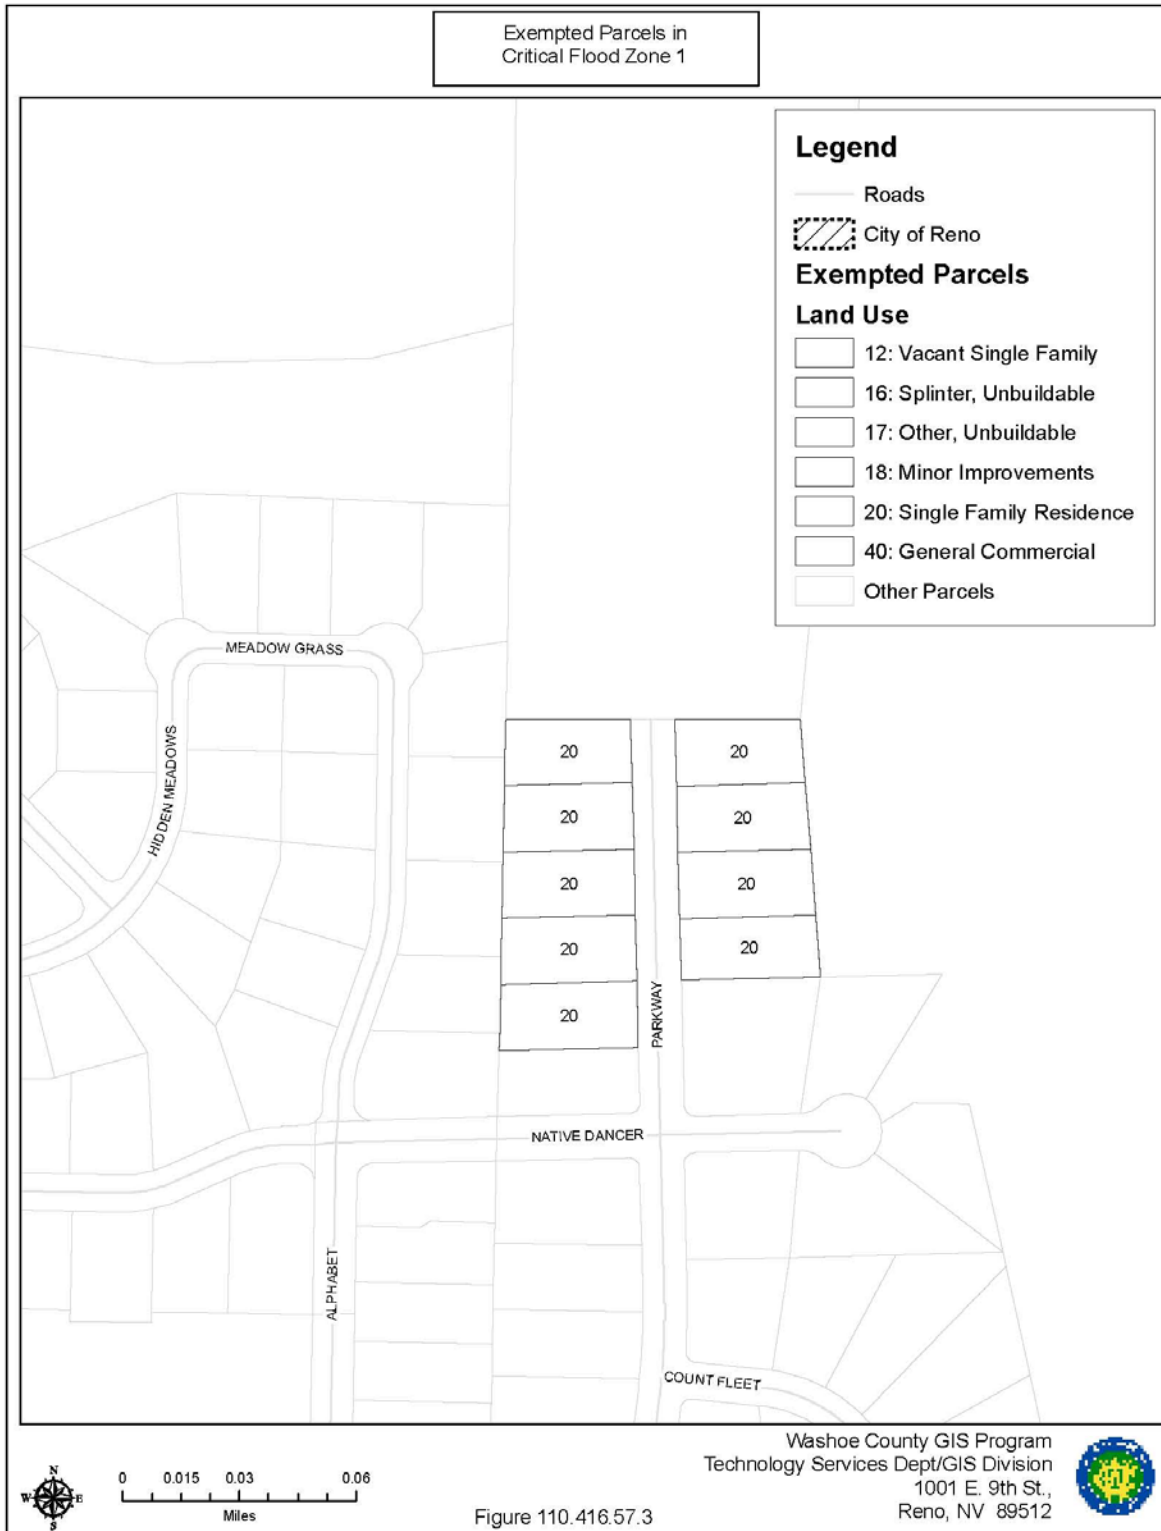 Exempted Parcels in
Critical Flood Zone 1
Legend
Roads
City of Reno
Exempted Parcels
Land Use
12: Vacant Single Family
16: Splinter, Unbuildable
17: Other, Unbuildable
18: Minor Improvements
20: Single Family Residence
40: General Commercial
Other Parcels
MEADOW GRASS
HIDDEN MEADOWS
20
20
20
20
20
20
20
20
20
PARKWAY
NATIVE DANCER
ALPHABET
COUNT FLEET
N
W E
S
0 0.015 0.03 0.06
Miles
Figure 110.416.57.3
Washoe County GIS Program
Technology Services Dept/GIS Division
1001 E. 9th St.,
Reno, NV 89512